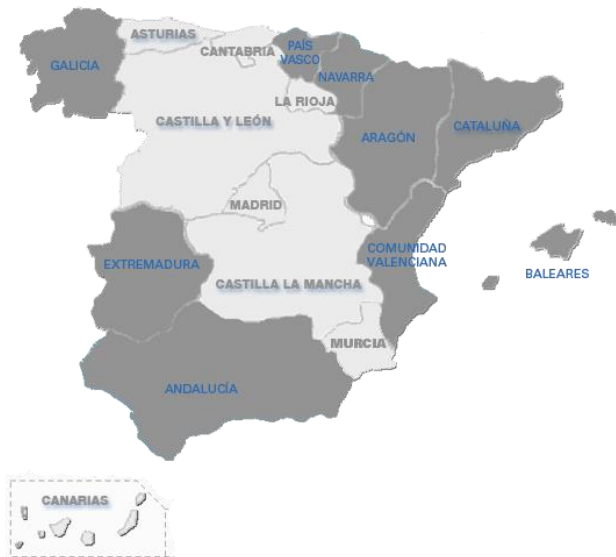 ASTURIAS
CANTABRIA
PAÍS
VASCO
GALICIA
NAVARRA
LA RIOJA
CASTILLA Y LEÓN
CATALUÑA
ARAGÓN
MADRID
COMUNIDAD
VALENCIANA
EXTREMADURA
BALEARES
CASTILLA LA MANCHA
MURCIA
ANDALUCÍA
CANARIAS